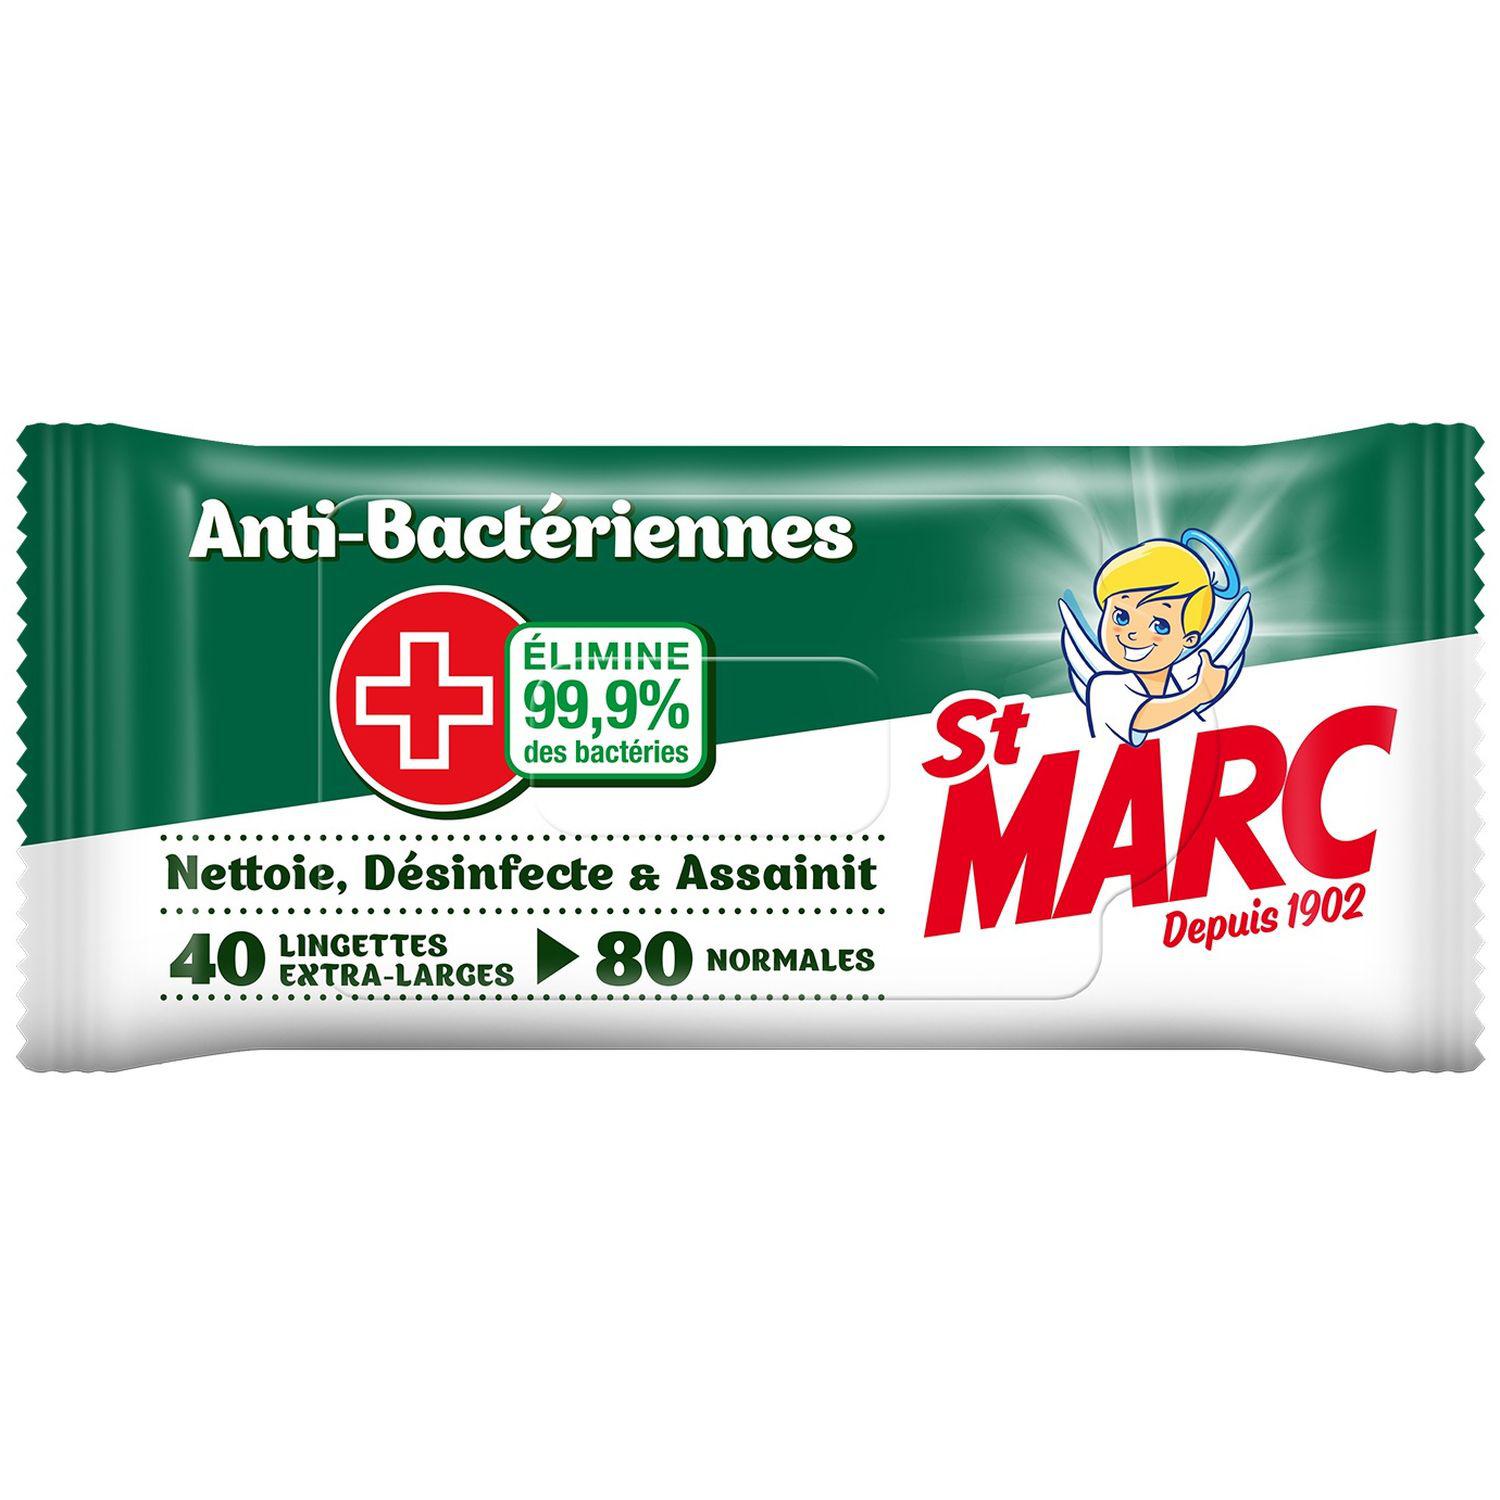 Anti-Bactériennes
ÉLIMINE
99,9%
des bactéries
Nettoie, Désinfecte & Assainit
40 LINGETTES
EXTRA-LARGES ▶ 80 NORMALES
St
MARC
Depuis 1902